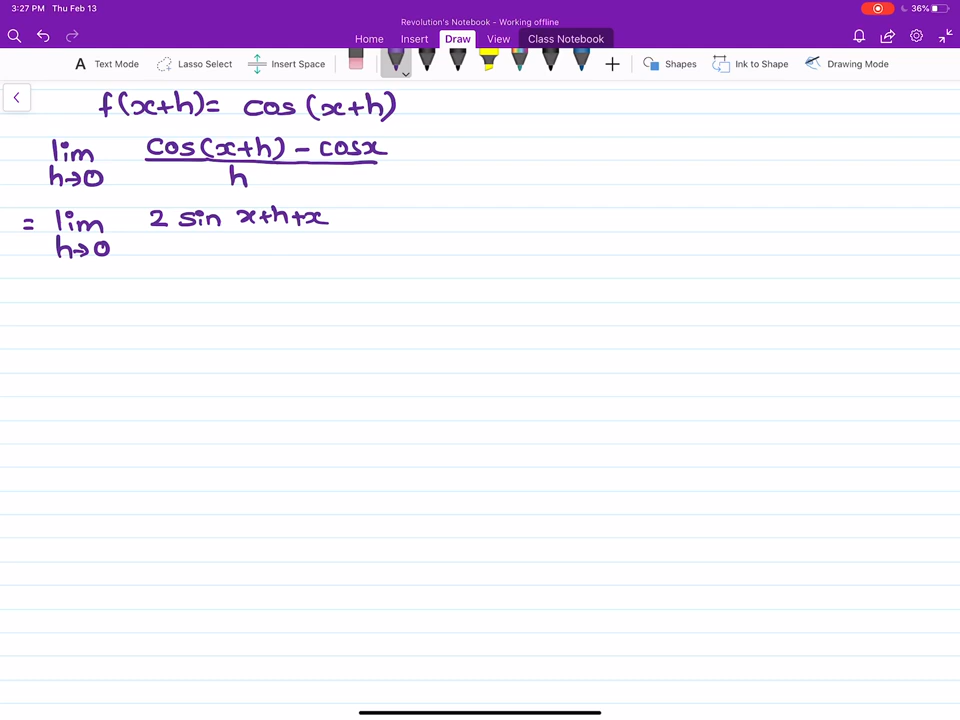 3:27 PM Thu Feb 13 36%
Revolution's Notebook - Working offline
Home Insert Draw View Class Notebook
A Text Mode Lasso Select Insert Space Shapes Ink to Shape Drawing Mode
f(x+h)= cos(x+h)
lim cos(x+h) - cosx
h→0 h
= lim 2 sin x+h+x
h→0